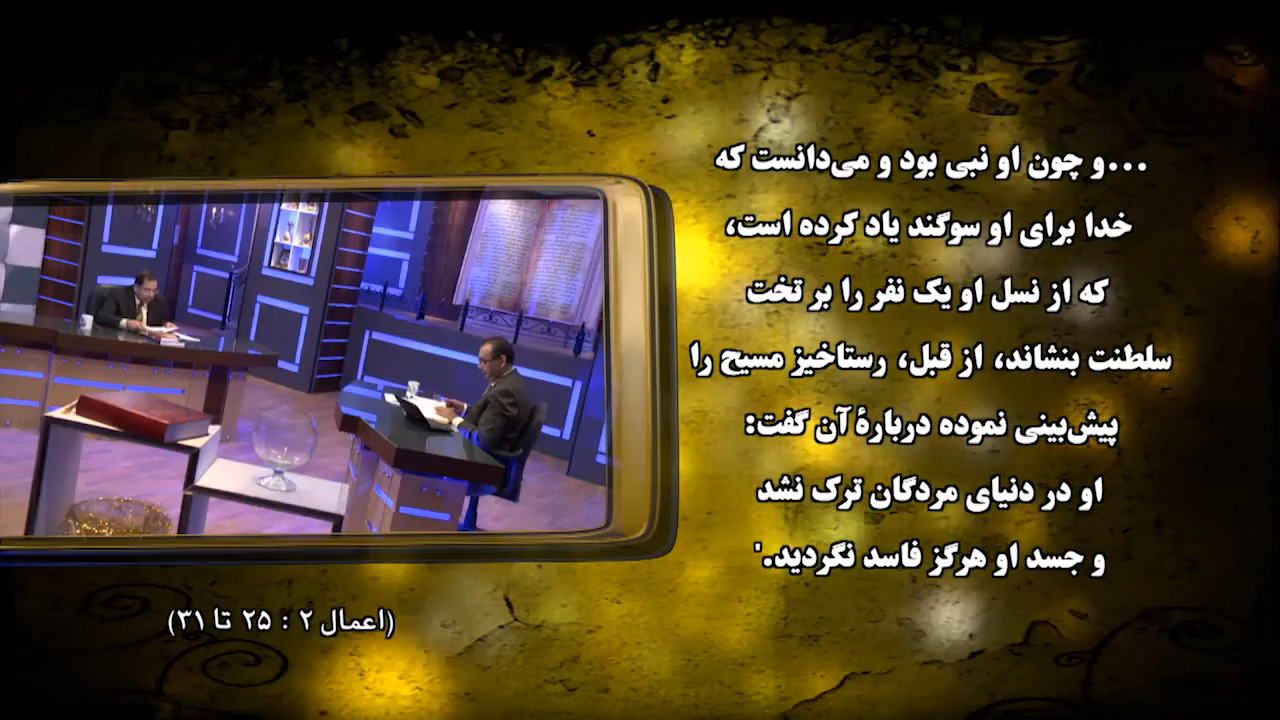 ...و چون او نبی بود و می‌دانست که
خدا برای او سوگند یاد کرده است،
که از نسل او یک نفر را بر تخت
سلطنت بنشاند، از قبل، رستاخیز مسیح را
پیش‌بینی نموده دربارهٔ آن گفت:
او در دنیای مردگان ترک نشد
و جسد او هرگز فاسد نگردید.'
(اعمال ۲ : ۲۵ تا ۳۱)